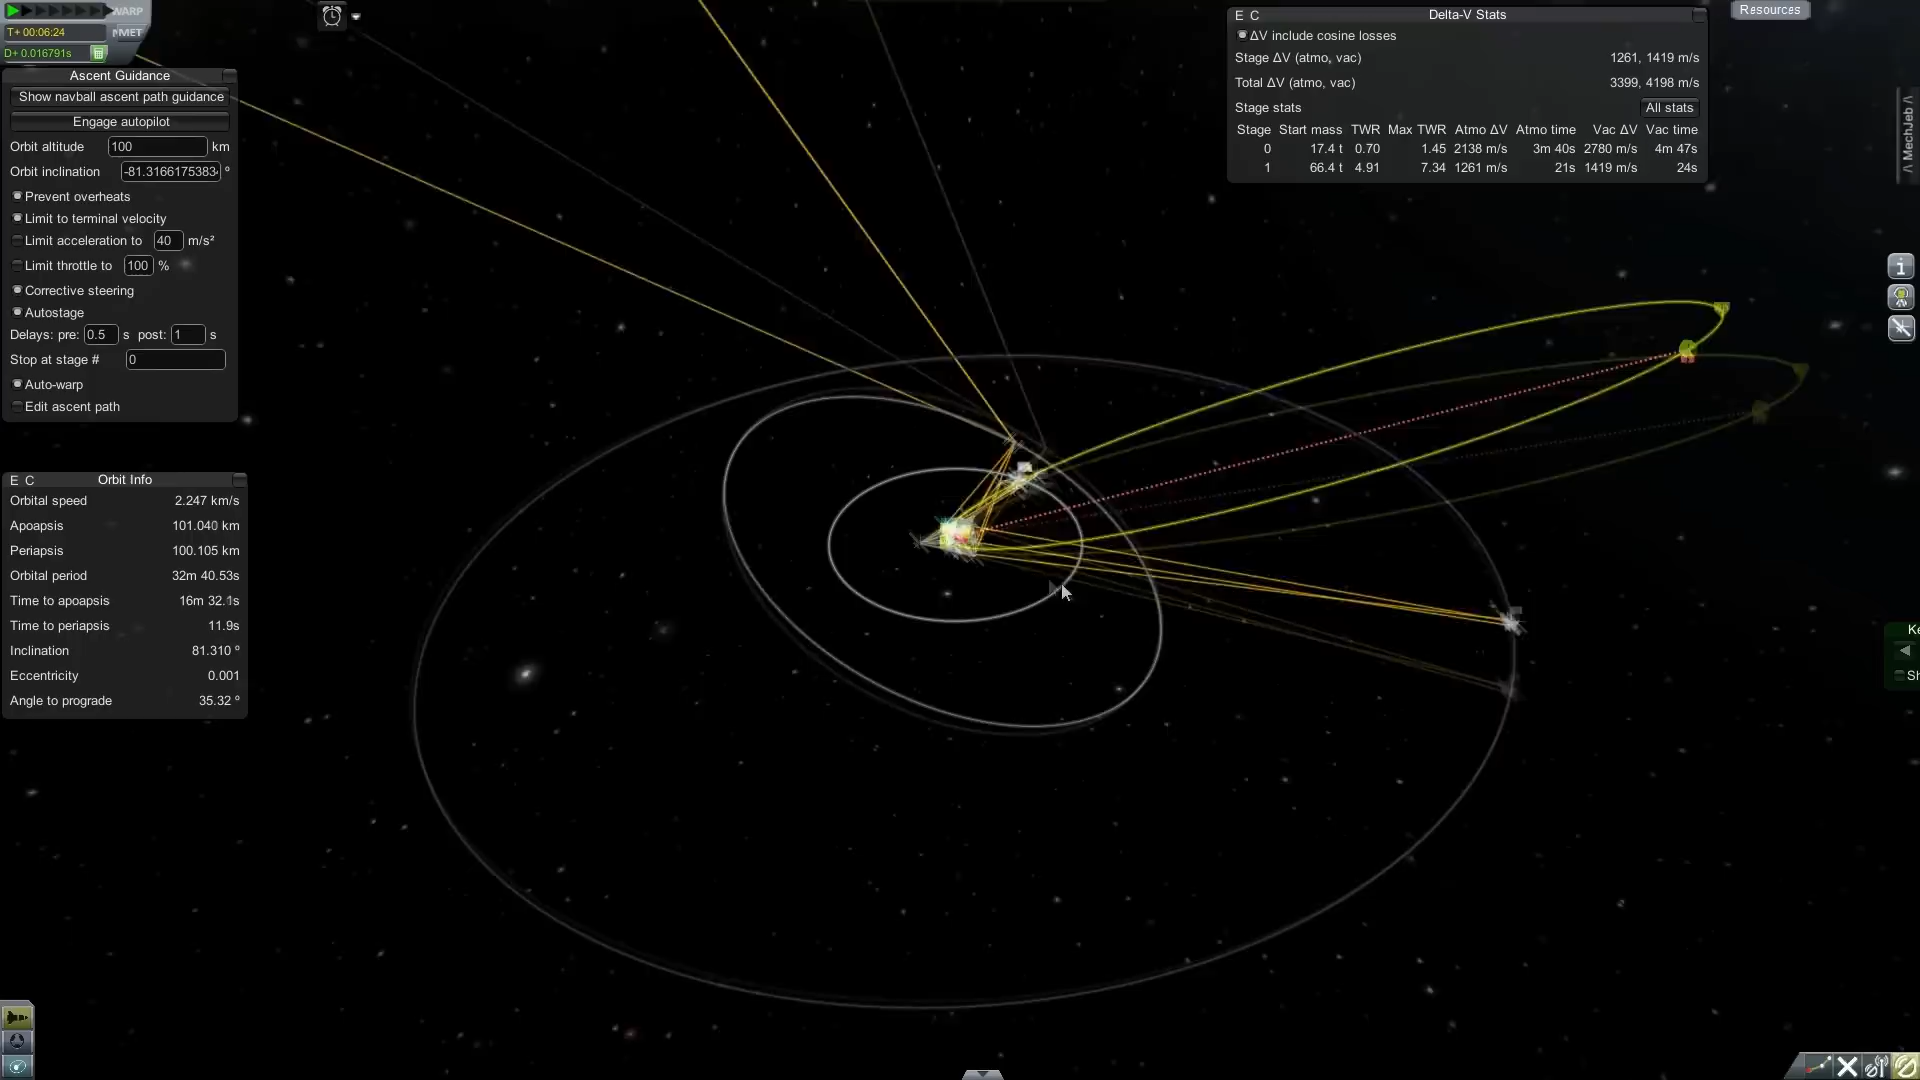 WARP
T+ 00:06:24
MET
D+ 0.016791s
Ascent Guidance
Show navball ascent path guidance
Engage autopilot
Orbit altitude 100 km
Orbit inclination -81.3166175383 º
Prevent overheats
Limit to terminal velocity
Limit acceleration to 40 m/s²
Limit throttle to 100 %
Corrective steering
Autostage
Delays: pre: 0.5 s post: 1 s
Stop at stage # 0
Auto-warp
Edit ascent path
E C Orbit Info
Orbital speed 2.247 km/s
Apoapsis 101.040 km
Periapsis 100.105 km
Orbital period 32m 40.53s
Time to apoapsis 16m 32.1s
Time to periapsis 11.9s
Inclination 81.310 º
Eccentricity 0.001
Angle to prograde 35.32 º
E C Delta-V Stats
ΔV include cosine losses
Stage ΔV (atmo, vac) 1261, 1419 m/s
Total ΔV (atmo, vac) 3399, 4198 m/s
Stage stats All stats
Stage Start mass TWR Max TWR Atmo ΔV Atmo time Vac ΔV Vac time
0 17.4 t 0.70 1.45 2138 m/s 3m 40s 2780 m/s 4m 47s
1 66.4 t 4.91 7.34 1261 m/s 21s 1419 m/s 24s
Resources
/\ MechJeb /\
Ke
Sh